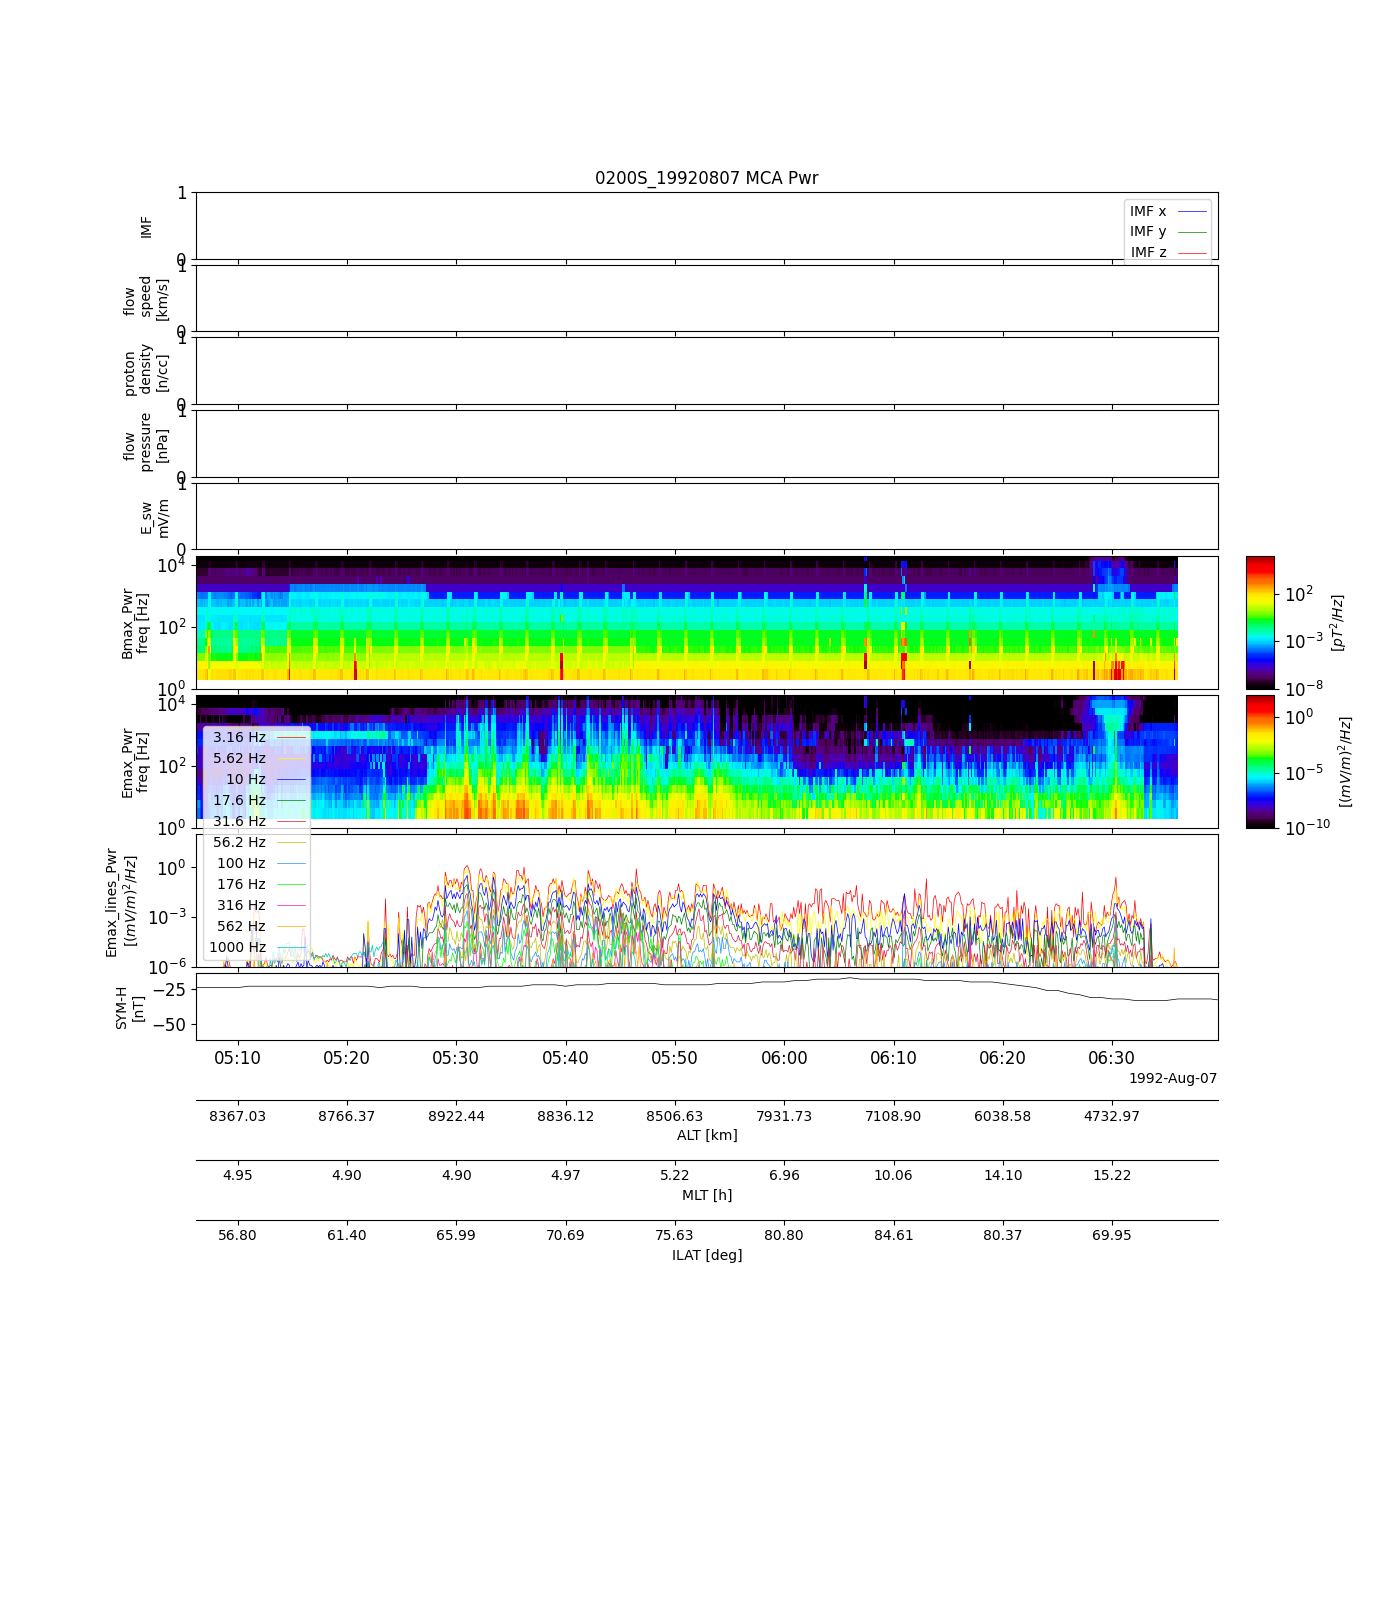 0200S_19920807 MCA Pwr
1
IMF
0
IMF x
IMF y
IMF z
1
flow
speed
[km/s]
0
1
proton
density
[n/cc]
0
1
flow
pressure
[nPa]
0
1
E_sw
mV/m
0
10^4
10^2
10^0
Bmax_Pwr
freq [Hz]
10^2
10^-3
10^-8
[pT^2/Hz]
10^4
10^2
10^0
Emax_Pwr
freq [Hz]
10^0
10^-5
10^-10
[(mV/m)^2/Hz]
3.16 Hz
5.62 Hz
10 Hz
17.6 Hz
31.6 Hz
56.2 Hz
100 Hz
176 Hz
316 Hz
562 Hz
1000 Hz
10^0
10^-3
10^-6
Emax_lines_Pwr
[(mV/m)^2/Hz]
−25
−50
SYM-H
[nT]
05:10 05:20 05:30 05:40 05:50 06:00 06:10 06:20 06:30
1992-Aug-07
8367.03 8766.37 8922.44 8836.12 8506.63 7931.73 7108.90 6038.58 4732.97
ALT [km]
4.95 4.90 4.90 4.97 5.22 6.96 10.06 14.10 15.22
MLT [h]
56.80 61.40 65.99 70.69 75.63 80.80 84.61 80.37 69.95
ILAT [deg]